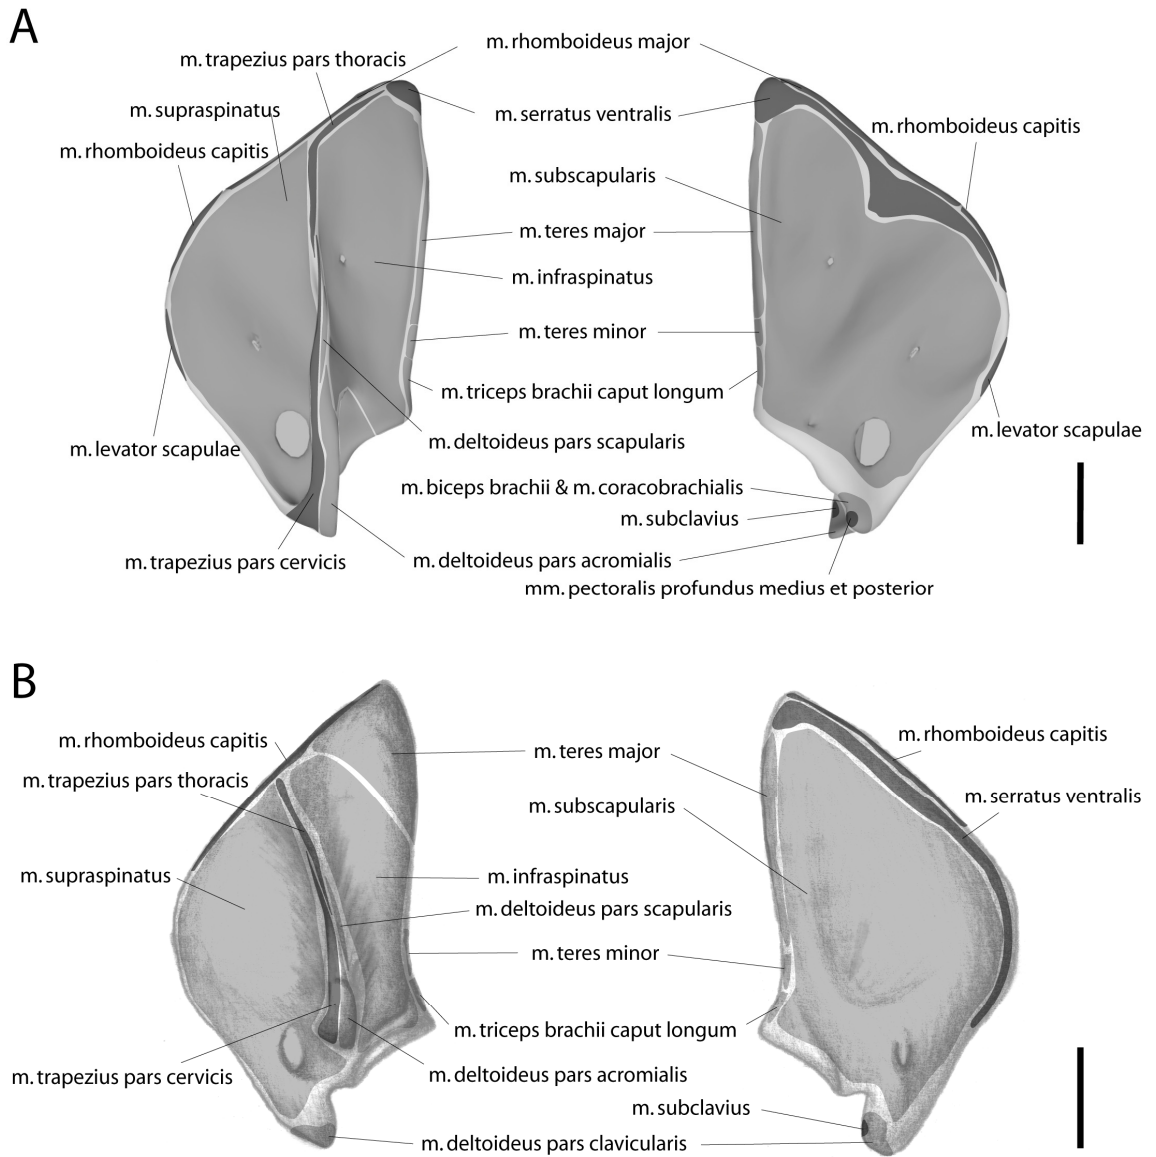 A
m. rhomboideus major
m. trapezius pars thoracis
m. supraspinatus
m. serratus ventralis
m. rhomboideus capitis
m. rhomboideus capitis
m. subscapularis
m. teres major
m. infraspinatus
m. teres minor
m. triceps brachii caput longum
m. levator scapulae
m. deltoideus pars scapularis
m. levator scapulae
m. biceps brachii & m. coracobrachialis
m. subclavius
m. trapezius pars cervicis
m. deltoideus pars acromialis
mm. pectoralis profundus medius et posterior
B
m. rhomboideus capitis
m. teres major
m. rhomboideus capitis
m. trapezius pars thoracis
m. subscapularis
m. serratus ventralis
m. supraspinatus
m. infraspinatus
m. deltoideus pars scapularis
m. teres minor
m. triceps brachii caput longum
m. trapezius pars cervicis
m. deltoideus pars acromialis
m. subclavius
m. deltoideus pars clavicularis